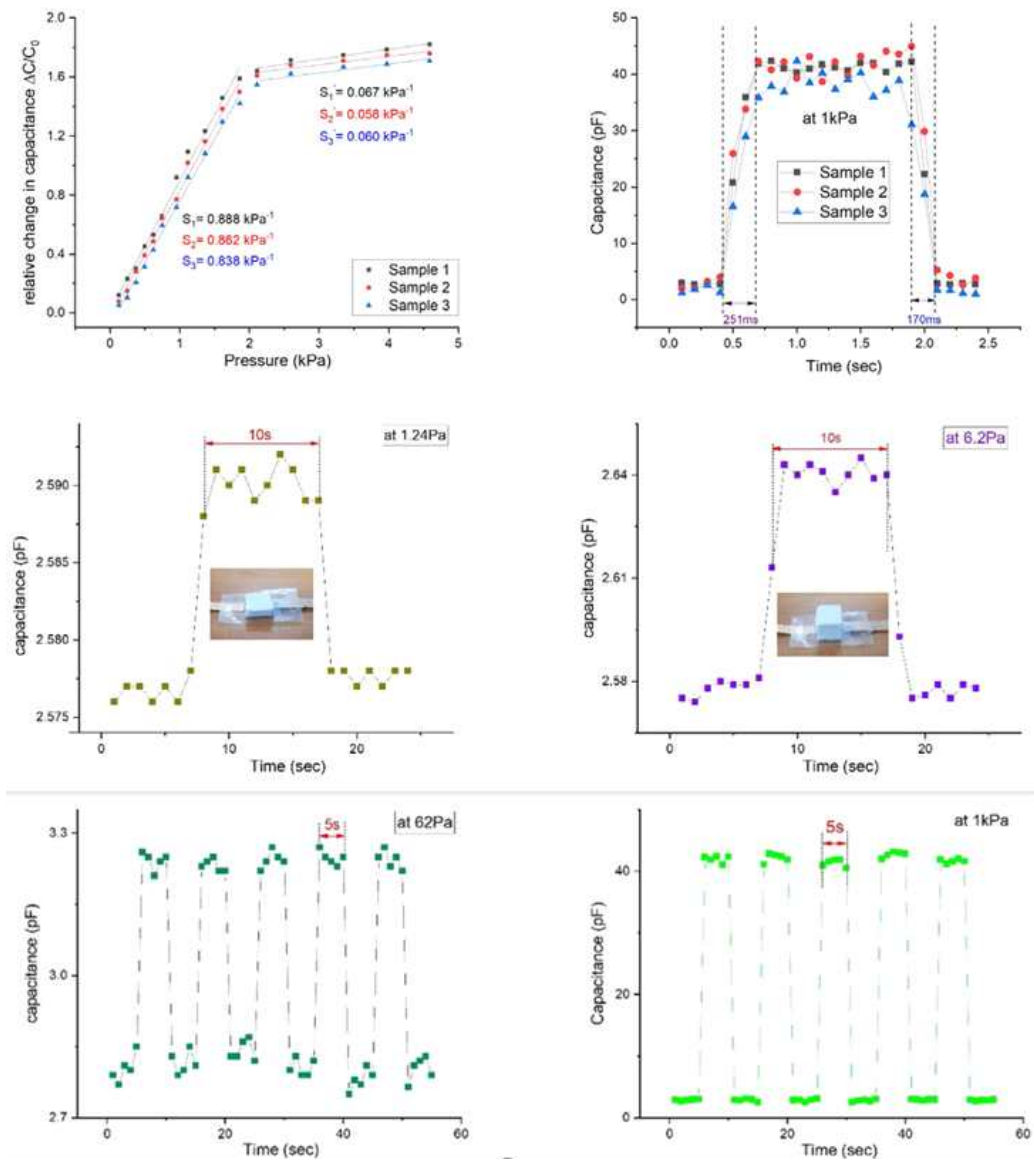 relative change in capacitance ΔC/C₀
2.0
1.6
1.2
0.8
0.4
0.0
S₁'= 0.067 kPa⁻¹
S₂'= 0.058 kPa⁻¹
S₃'= 0.060 kPa⁻¹
S₁= 0.888 kPa⁻¹
S₂= 0.862 kPa⁻¹
S₃= 0.838 kPa⁻¹
Sample 1
Sample 2
Sample 3
0 1 2 3 4 5
Pressure (kPa)
Capacitance (pF)
50
40
30
20
10
0
at 1kPa
Sample 1
Sample 2
Sample 3
251ms
170ms
0.0 0.5 1.0 1.5 2.0 2.5
Time (sec)
capacitance (pF)
2.590
2.585
2.580
2.575
10s
at 1.24Pa
0 10 20
Time (sec)
capacitance (pF)
2.64
2.61
2.58
10s
at 6.2Pa
0 10 20
Time (sec)
capacitance (pF)
3.3
3.0
2.7
5s
at 62Pa
0 20 40 60
Time (sec)
Capacitance (pF)
40
20
0
5s
at 1kPa
0 20 40 60
Time (sec)